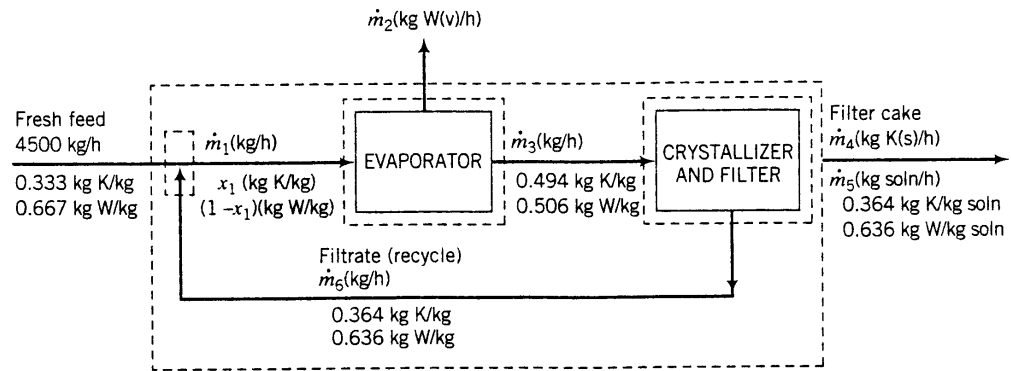 ṁ2(kg W(v)/h)
Fresh feed
4500 kg/h
0.333 kg K/kg
0.667 kg W/kg
ṁ1(kg/h)
x1 (kg K/kg)
(1 –x1)(kg W/kg)
EVAPORATOR
ṁ3(kg/h)
0.494 kg K/kg
0.506 kg W/kg
CRYSTALLIZER
AND FILTER
Filter cake
ṁ4(kg K(s)/h)
ṁ5(kg soln/h)
0.364 kg K/kg soln
0.636 kg W/kg soln
Filtrate (recycle)
ṁ6(kg/h)
0.364 kg K/kg
0.636 kg W/kg